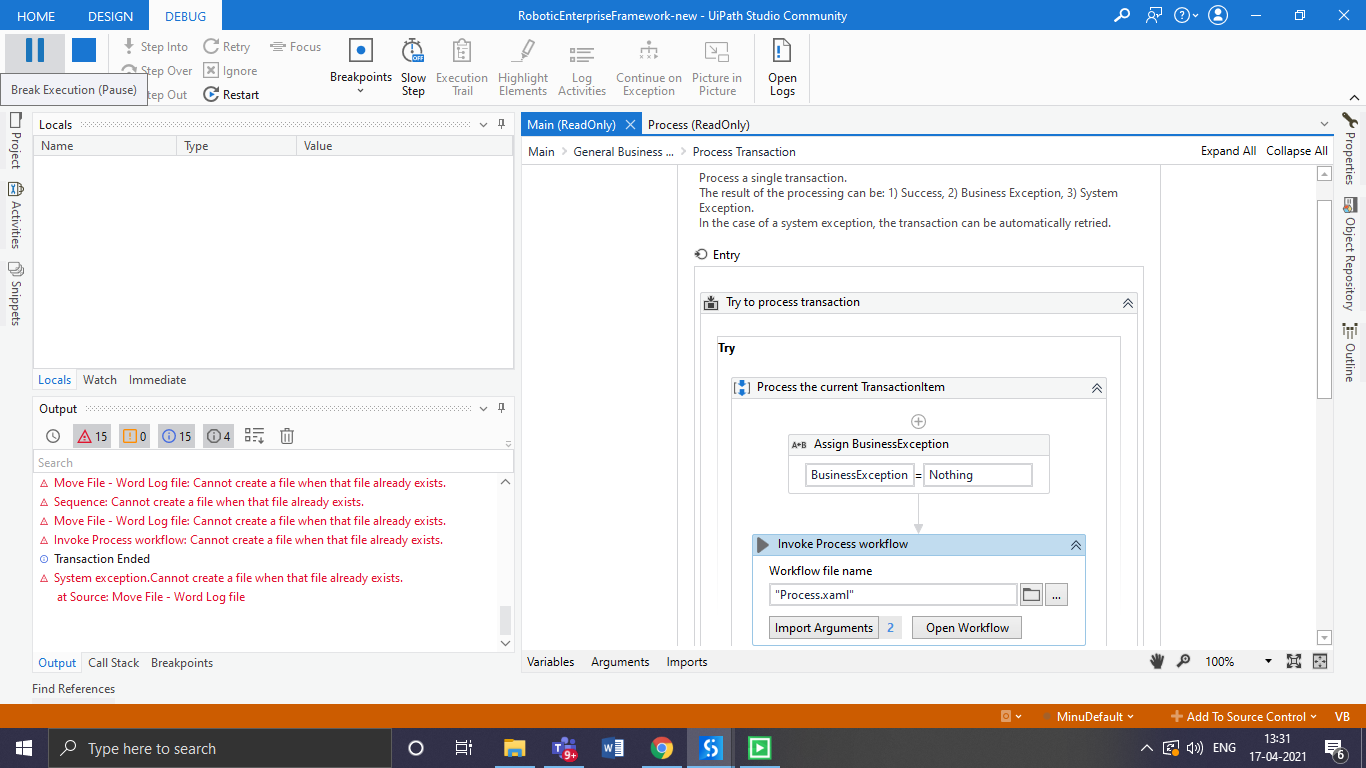 HOME DESIGN DEBUG RoboticEnterpriseFramework-new - UiPath Studio Community
Step Into Retry Focus
Step Over Ignore
Step Out Restart
Break Execution (Pause)
Breakpoints
Slow Step
Execution Trail
Highlight Elements
Log Activities
Continue on Exception
Picture in Picture
Open Logs
Project
Activities
Snippets
Locals
Name Type Value
Locals Watch Immediate
Output
15 0 15 4
Search
Move File - Word Log file: Cannot create a file when that file already exists.
Sequence: Cannot create a file when that file already exists.
Move File - Word Log file: Cannot create a file when that file already exists.
Invoke Process workflow: Cannot create a file when that file already exists.
Transaction Ended
System exception.Cannot create a file when that file already exists.
at Source: Move File - Word Log file
Output Call Stack Breakpoints
Find References
Main (ReadOnly) Process (ReadOnly)
Main General Business ... Process Transaction Expand All Collapse All
Process a single transaction.
The result of the processing can be: 1) Success, 2) Business Exception, 3) System
Exception.
In the case of a system exception, the transaction can be automatically retried.
Entry
Try to process transaction
Try
Process the current TransactionItem
A+B Assign BusinessException
BusinessException = Nothing
Invoke Process workflow
Workflow file name
"Process.xaml" ...
Import Arguments 2 Open Workflow
Variables Arguments Imports 100%
Properties
Object Repository
Outline
MinuDefault Add To Source Control VB
Type here to search
9+
ENG
13:31
17-04-2021
6